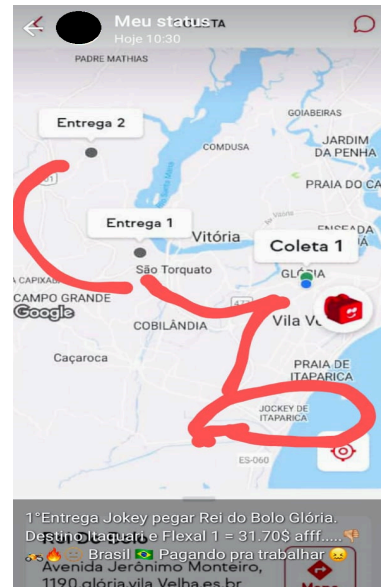 Meu status
Hoje 10:30
PADRE MATHIAS
GOIABEIRAS
Entrega 2
COMDUSA
JARDIM
DA PENHA
PRAIA DO CA
Entrega 1
Vitória
ENSEADA
Coleta 1
São Torquato
GLÓRIA
A CAPIXABA
CAMPO GRANDE
Google
COBILÂNDIA
Vila Ve
Caçaroca
PRAIA DE
ITAPARICA
JOCKEY DE
ITAPARICA
ES-060
1°Entrega Jokey pegar Rei do Bolo Glória.
Destino Itaquari e Flexal 1 = 31.70$ afff.....👎
🏍️🔥😐 Brasil 🇧🇷 Pagando pra trabalhar 😞
Avenida Jerônimo Monteiro,
1190 glória,vila Velha,es,br